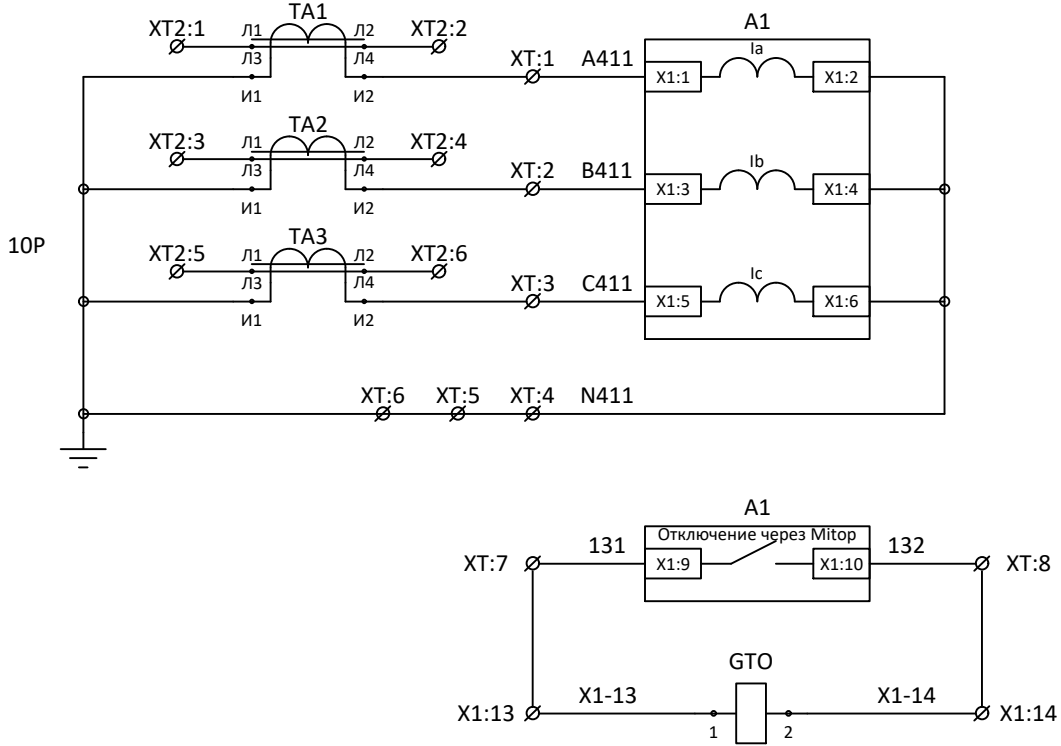 TA1
A1
XT2:1
Л1
Л2
XT2:2
Л3
Л4
XT:1
A411
Ia
X1:1
X1:2
И1
И2
TA2
XT2:3
Л1
Л2
XT2:4
Л3
Л4
XT:2
B411
Ib
X1:3
X1:4
И1
И2
10P
TA3
XT2:5
Л1
Л2
XT2:6
Л3
Л4
XT:3
C411
Ic
X1:5
X1:6
И1
И2
XT:6
XT:5
XT:4
N411
A1
Отключение через Mitop
XT:7
131
X1:9
X1:10
132
XT:8
GTO
X1:13
X1-13
1
2
X1-14
X1:14